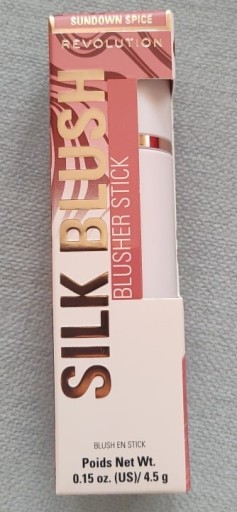 SUNDOWN SPICE
REVOLUTION
SILK BLUSH
BLUSHER STICK
BLUSH EN STICK
Poids Net Wt.
0.15 oz. (US)/ 4.5 g